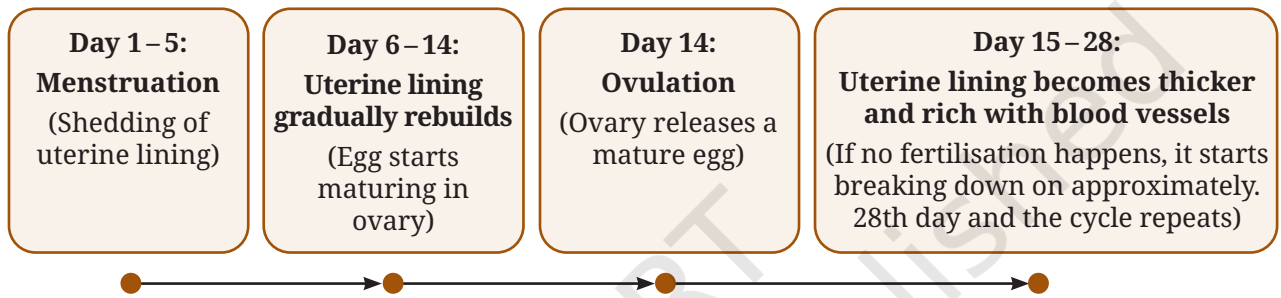 Day 1 – 5:
Menstruation
(Shedding of
uterine lining)
Day 6 – 14:
Uterine lining
gradually rebuilds
(Egg starts
maturing in
ovary)
Day 14:
Ovulation
(Ovary releases a
mature egg)
Day 15 – 28:
Uterine lining becomes thicker
and rich with blood vessels
(If no fertilisation happens, it starts
breaking down on approximately.
28th day and the cycle repeats)